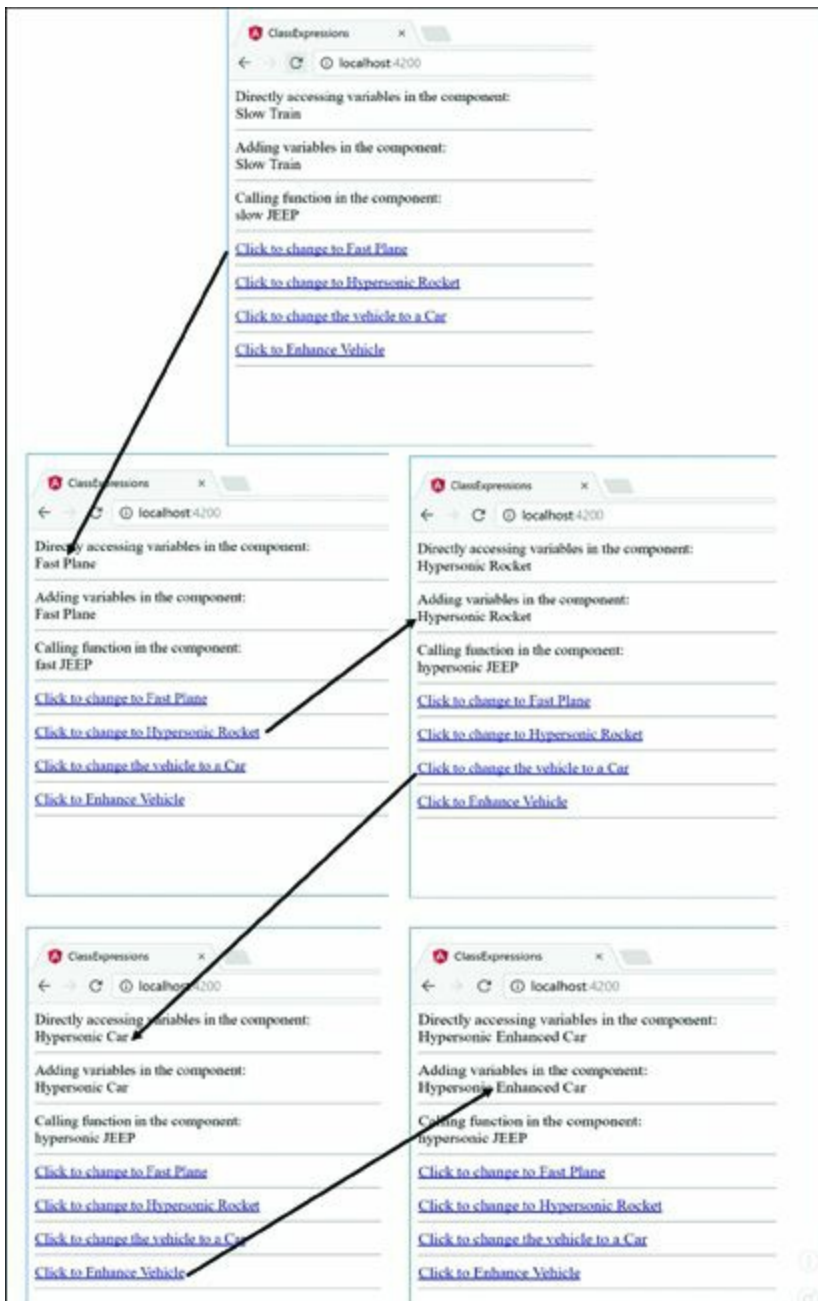 ClassExpressions
localhost:4200
Directly accessing variables in the component:
Slow Train
Adding variables in the component:
Slow Train
Calling function in the component:
slow JEEP
Click to change to Fast Plane
Click to change to Hypersonic Rocket
Click to change the vehicle to a Car
Click to Enhance Vehicle
ClassExpressions
localhost:4200
Directly accessing variables in the component:
Fast Plane
Adding variables in the component:
Fast Plane
Calling function in the component:
fast JEEP
Click to change to Fast Plane
Click to change to Hypersonic Rocket
Click to change the vehicle to a Car
Click to Enhance Vehicle
ClassExpressions
localhost:4200
Directly accessing variables in the component:
Hypersonic Rocket
Adding variables in the component:
Hypersonic Rocket
Calling function in the component:
hypersonic JEEP
Click to change to Fast Plane
Click to change to Hypersonic Rocket
Click to change the vehicle to a Car
Click to Enhance Vehicle
ClassExpressions
localhost:4200
Directly accessing variables in the component:
Hypersonic Car
Adding variables in the component:
Hypersonic Car
Calling function in the component:
hypersonic JEEP
Click to change to Fast Plane
Click to change to Hypersonic Rocket
Click to change the vehicle to a Car
Click to Enhance Vehicle
ClassExpressions
localhost:4200
Directly accessing variables in the component:
Hypersonic Enhanced Car
Adding variables in the component:
Hypersonic Enhanced Car
Calling function in the component:
hypersonic JEEP
Click to change to Fast Plane
Click to change to Hypersonic Rocket
Click to change the vehicle to a Car
Click to Enhance Vehicle